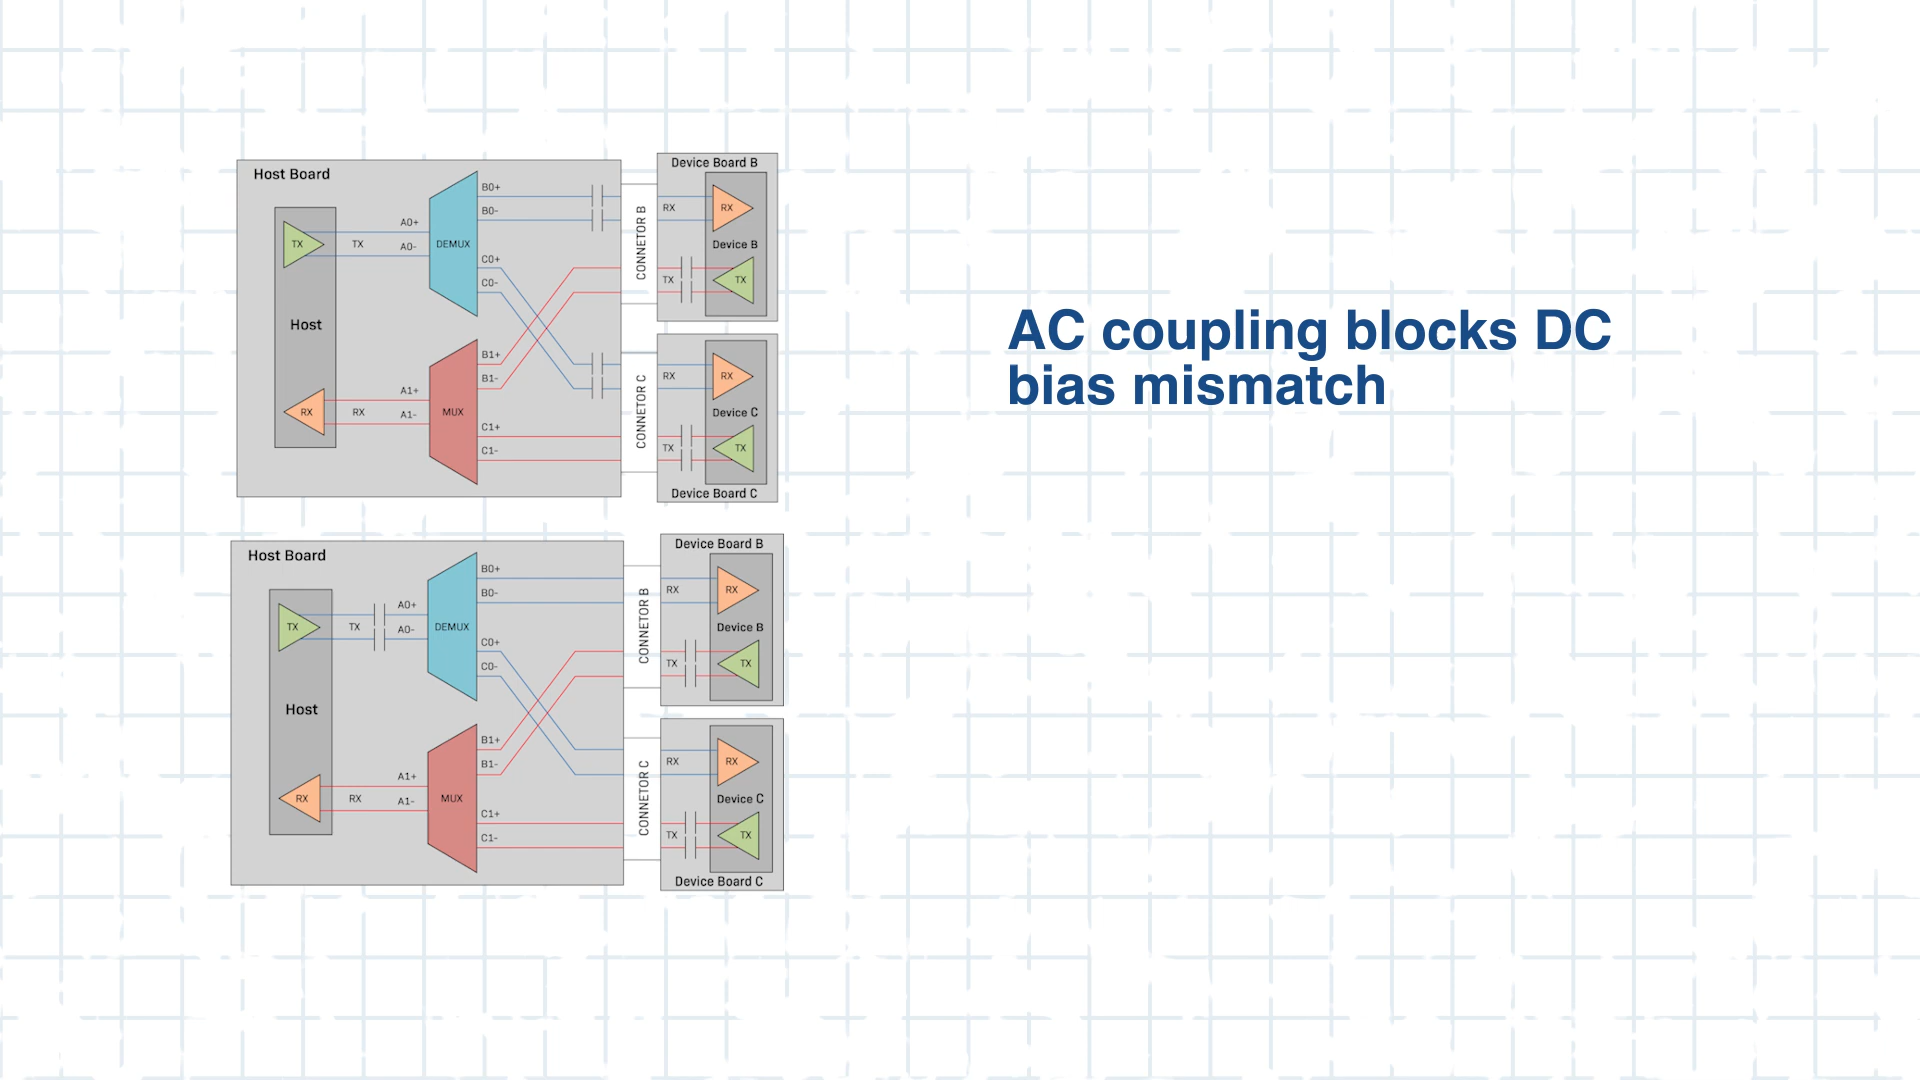 Host Board
Device Board B
B0+
B0-
A0+
A0-
TX
TX
DEMUX
C0+
C0-
CONNETOR B
RX
RX
Device B
TX
TX
Host
B1+
B1-
A1+
A1-
RX
RX
MUX
C1+
C1-
CONNETOR C
RX
RX
Device C
TX
TX
Device Board C
AC coupling blocks DC
bias mismatch
Host Board
Device Board B
B0+
B0-
A0+
A0-
TX
TX
DEMUX
C0+
C0-
CONNETOR B
RX
RX
Device B
TX
TX
Host
B1+
B1-
A1+
A1-
RX
RX
MUX
C1+
C1-
CONNETOR C
RX
RX
Device C
TX
TX
Device Board C